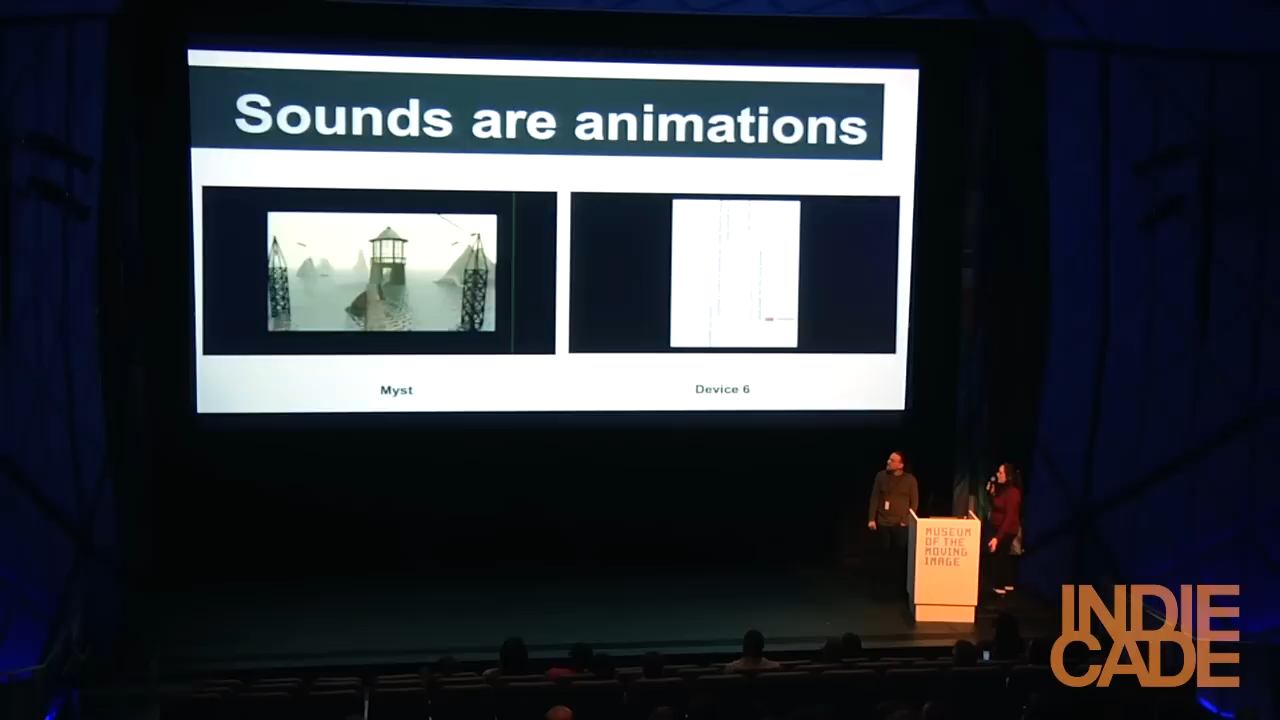 Sounds are animations
Myst
Device 6
MUSEUM
OF THE
MOVING
IMAGE
INDIE
CADE